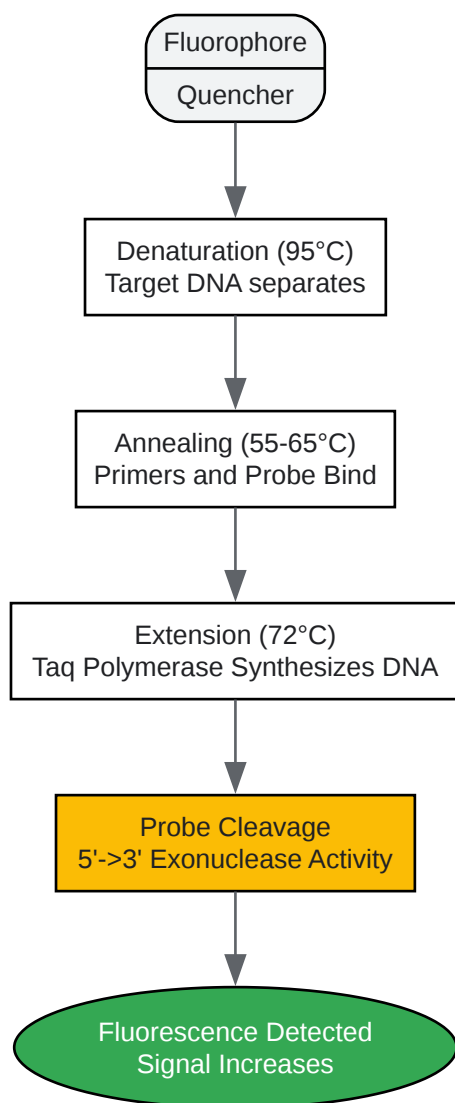 Fluorophore
Quencher
Denaturation (95°C)
Target DNA separates
Annealing (55-65°C)
Primers and Probe Bind
Extension (72°C)
Taq Polymerase Synthesizes DNA
Probe Cleavage
5'->3' Exonuclease Activity
Fluorescence Detected
Signal Increases